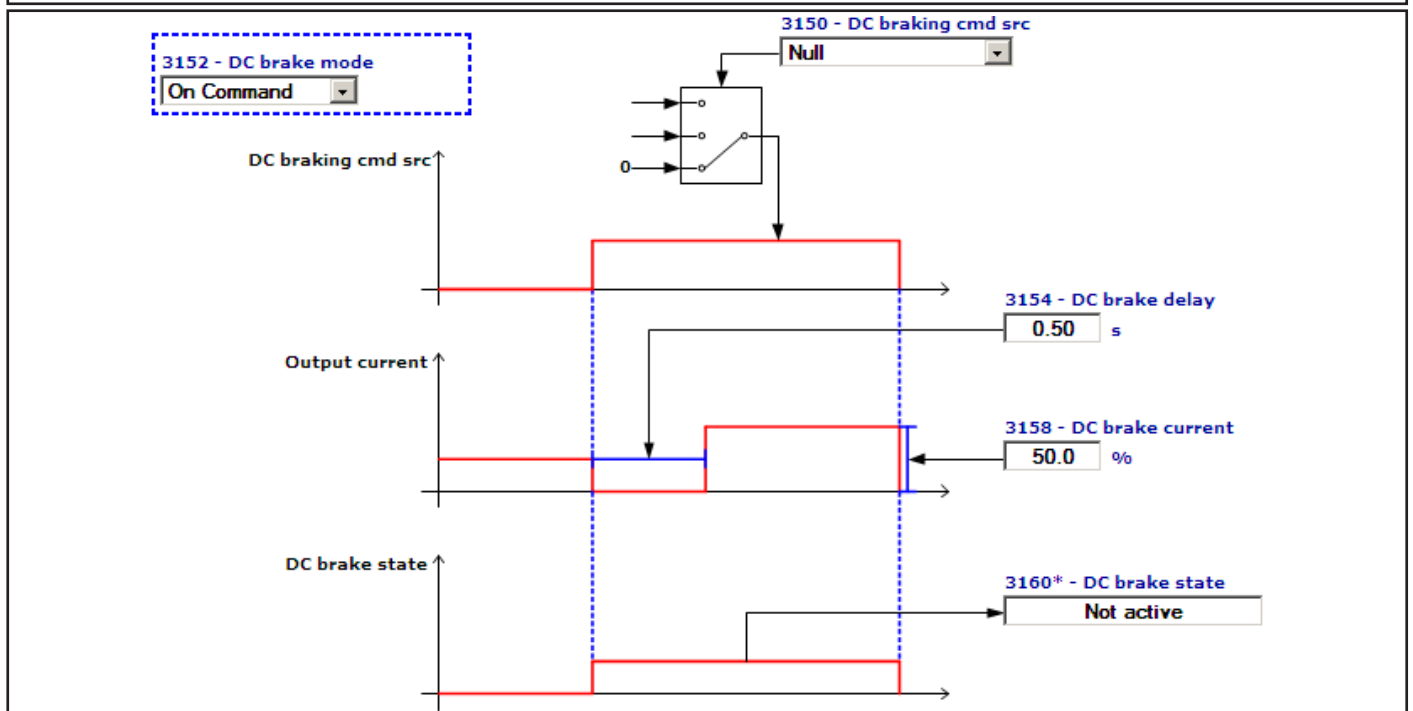 3150 - DC braking cmd src
Null
3152 - DC brake mode
On Command
DC braking cmd src
0
3154 - DC brake delay
0.50 s
Output current
3158 - DC brake current
50.0 %
DC brake state
3160* - DC brake state
Not active